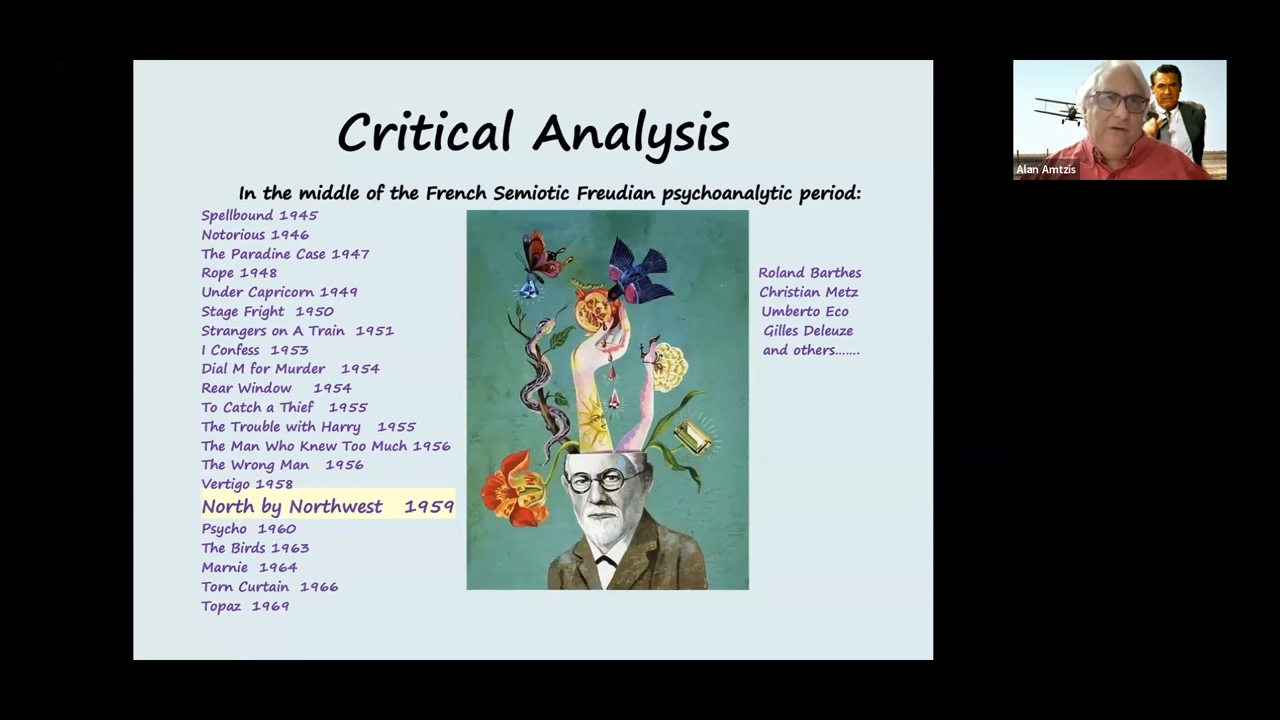 Critical Analysis
In the middle of the French Semiotic Freudian psychoanalytic period:
Spellbound 1945
Notorious 1946
The Paradine Case 1947
Rope 1948
Under Capricorn 1949
Stage Fright 1950
Strangers on A Train 1951
I Confess 1953
Dial M for Murder 1954
Rear Window 1954
To Catch a Thief 1955
The Trouble with Harry 1955
The Man Who Knew Too Much 1956
The Wrong Man 1956
Vertigo 1958
North by Northwest 1959
Psycho 1960
The Birds 1963
Marnie 1964
Torn Curtain 1966
Topaz 1969
Roland Barthes
Christian Metz
Umberto Eco
Gilles Deleuze
and others.......
Alan Amtzis